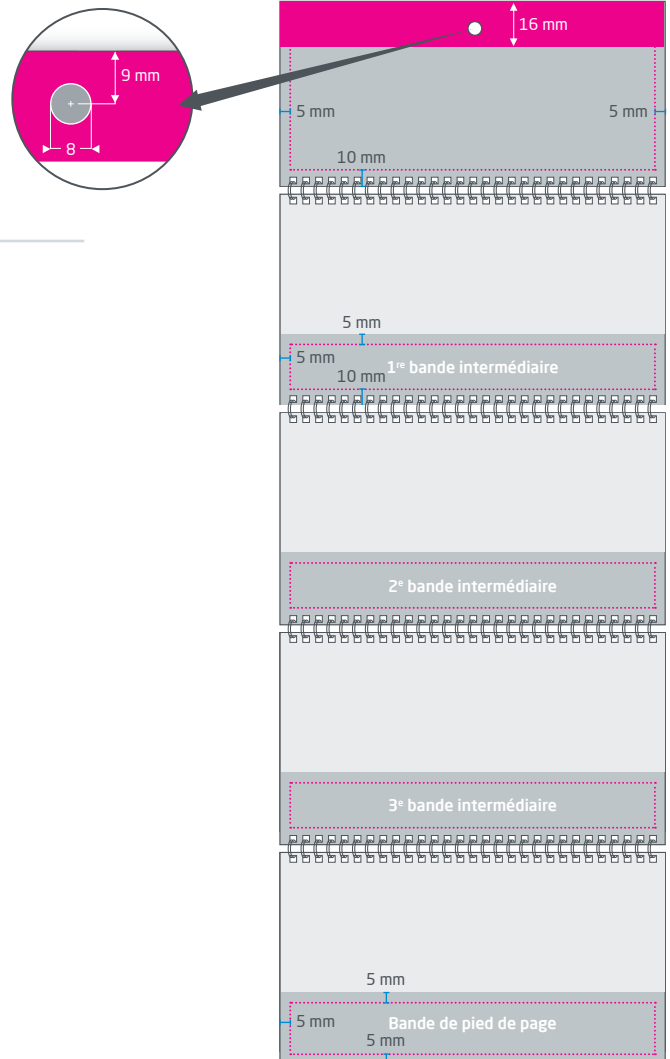 16 mm
9 mm
8
5 mm
5 mm
10 mm
5 mm
5 mm
1re bande intermédiaire
10 mm
2e bande intermédiaire
3e bande intermédiaire
5 mm
5 mm
Bande de pied de page
5 mm